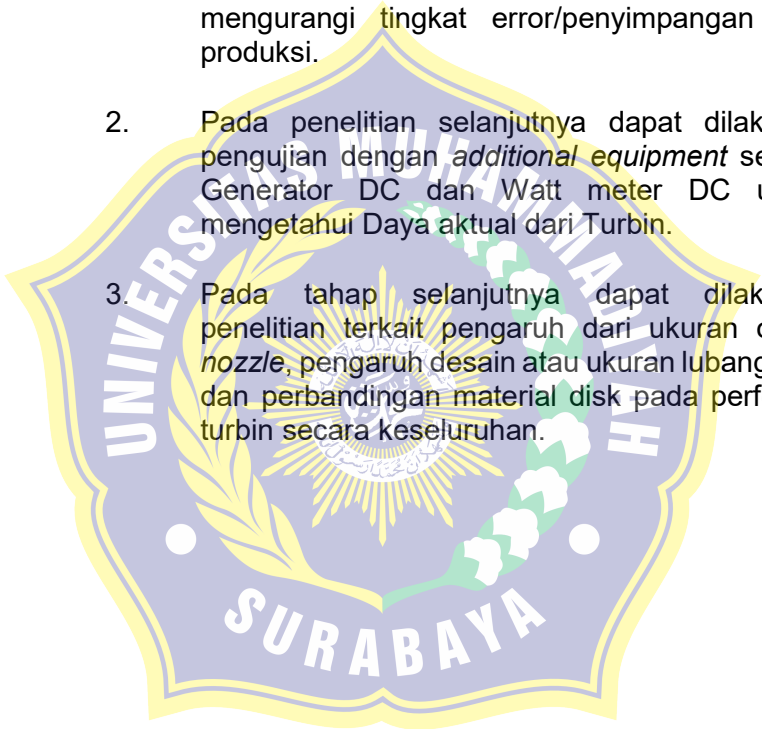 mengurangi tingkat error/penyimpangan
produksi.
2. Pada penelitian selanjutnya dapat dilak
pengujian dengan additional equipment se
Generator DC dan Watt meter DC u
mengetahui Daya aktual dari Turbin.
3. Pada tahap selanjutnya dapat dilak
penelitian terkait pengaruh dari ukuran d
nozzle, pengaruh desain atau ukuran lubang
dan perbandingan material disk pada perf
turbin secara keseluruhan.
UNIVERSITAS MUHAMMADIYAH
SURABAYA